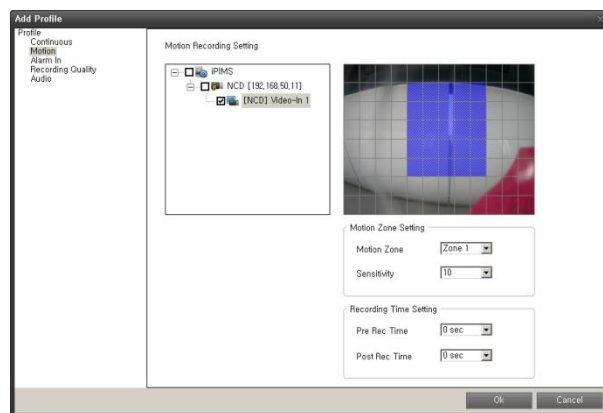 Add Profile
Profile
Continuous
Motion
Alarm In
Recording Quality
Audio
Motion Recording Setting
iPIMS
NCD [192,168,50,11]
[NCD] Video-In 1
Motion Zone Setting
Motion Zone Zone 1
Sensitivity 10
Recording Time Setting
Pre Rec Time 0 sec
Post Rec Time 0 sec
Ok Cancel